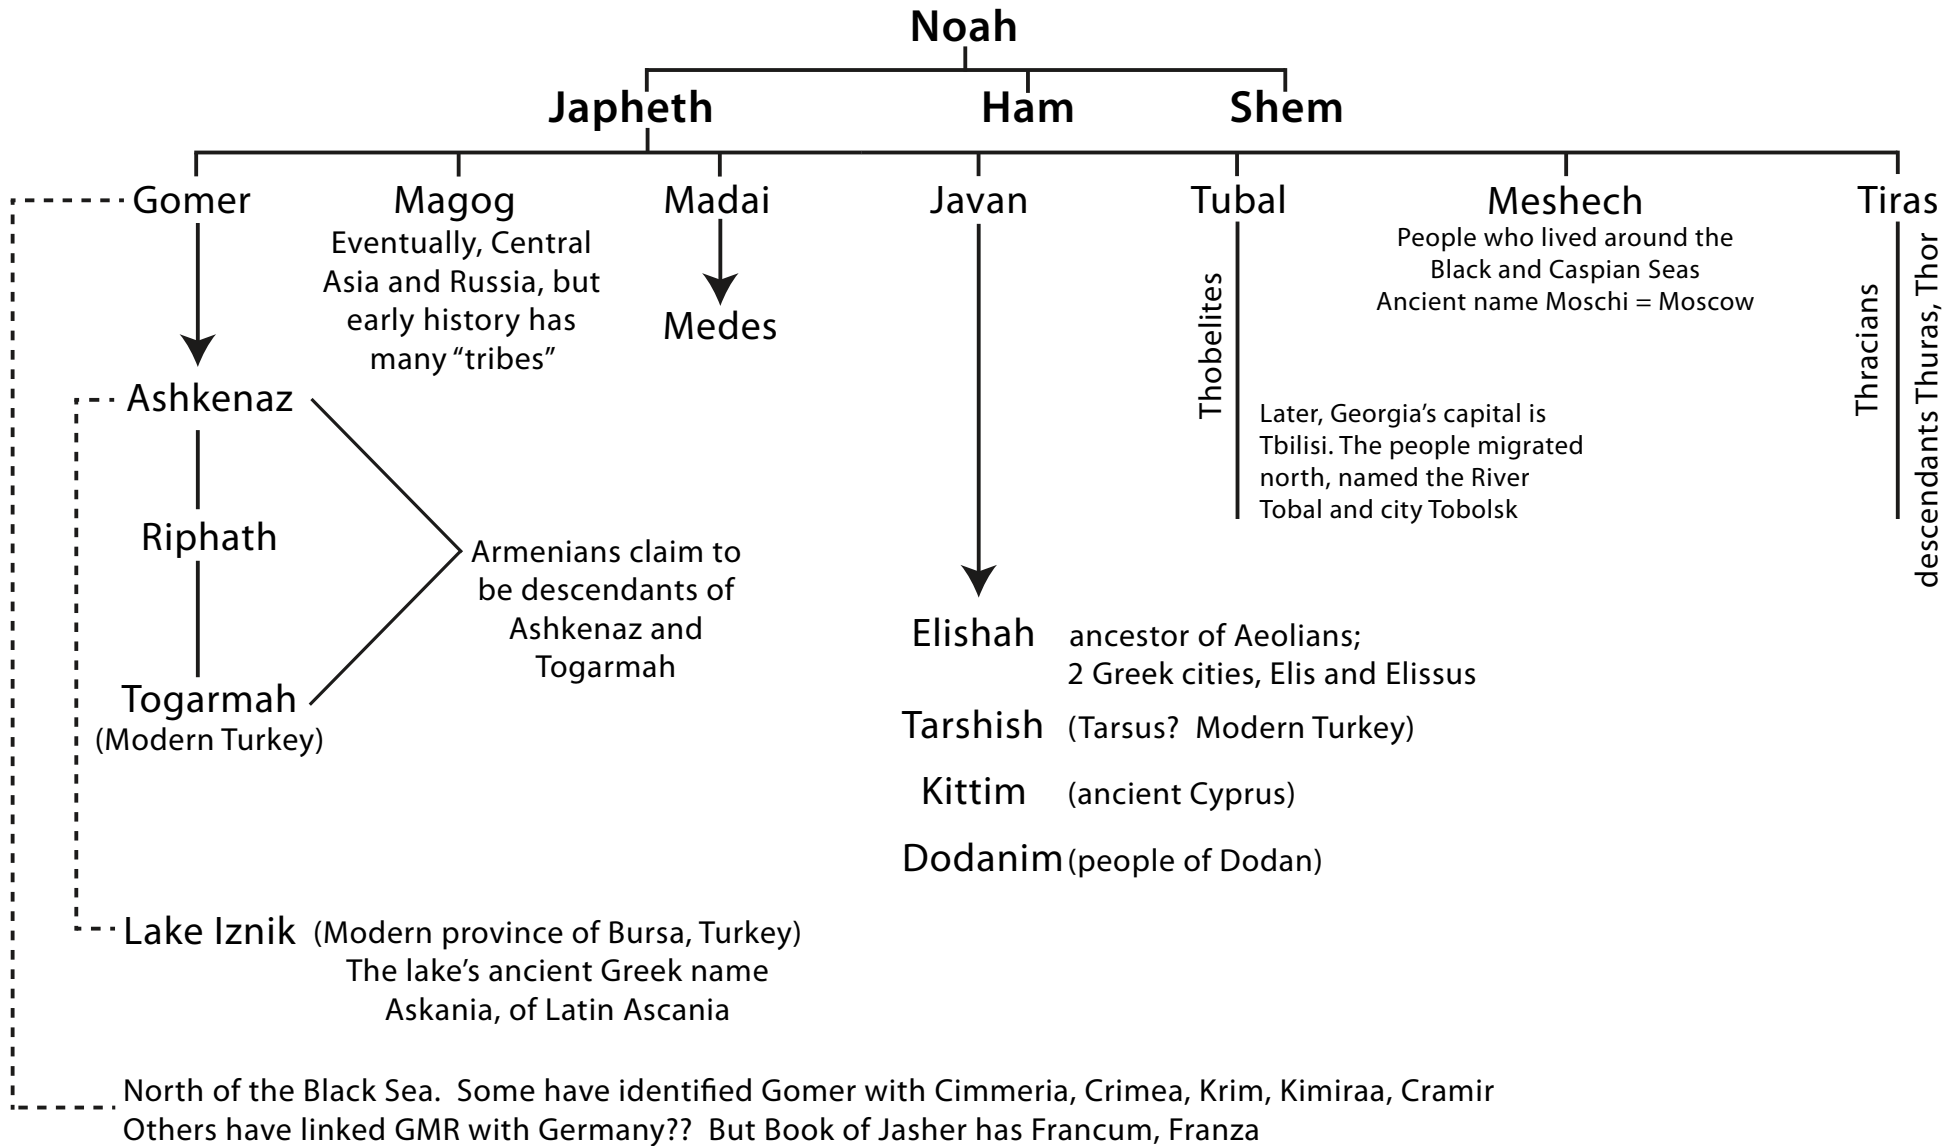 Noah
Japheth
Ham
Shem
Gomer
Magog
Madai
Javan
Tubal
Meshech
Tiras
Eventually, Central
Asia and Russia, but
early history has
many “tribes”
Medes
Thobelites
People who lived around the
Black and Caspian Seas
Ancient name Moschi = Moscow
Thracians
descendants Thuras, Thor
Later, Georgia’s capital is
Tbilisi. The people migrated
north, named the River
Tobal and city Tobolsk
Ashkenaz
Riphath
Togarmah
(Modern Turkey)
Armenians claim to
be descendants of
Ashkenaz and
Togarmah
Elishah
ancestor of Aeolians;
2 Greek cities, Elis and Elissus
Tarshish (Tarsus? Modern Turkey)
Kittim (ancient Cyprus)
Dodanim (people of Dodan)
Lake Iznik (Modern province of Bursa, Turkey)
The lake’s ancient Greek name
Askania, of Latin Ascania
North of the Black Sea. Some have identified Gomer with Cimmeria, Crimea, Krim, Kimiraa, Cramir
Others have linked GMR with Germany?? But Book of Jasher has Francum, Franza